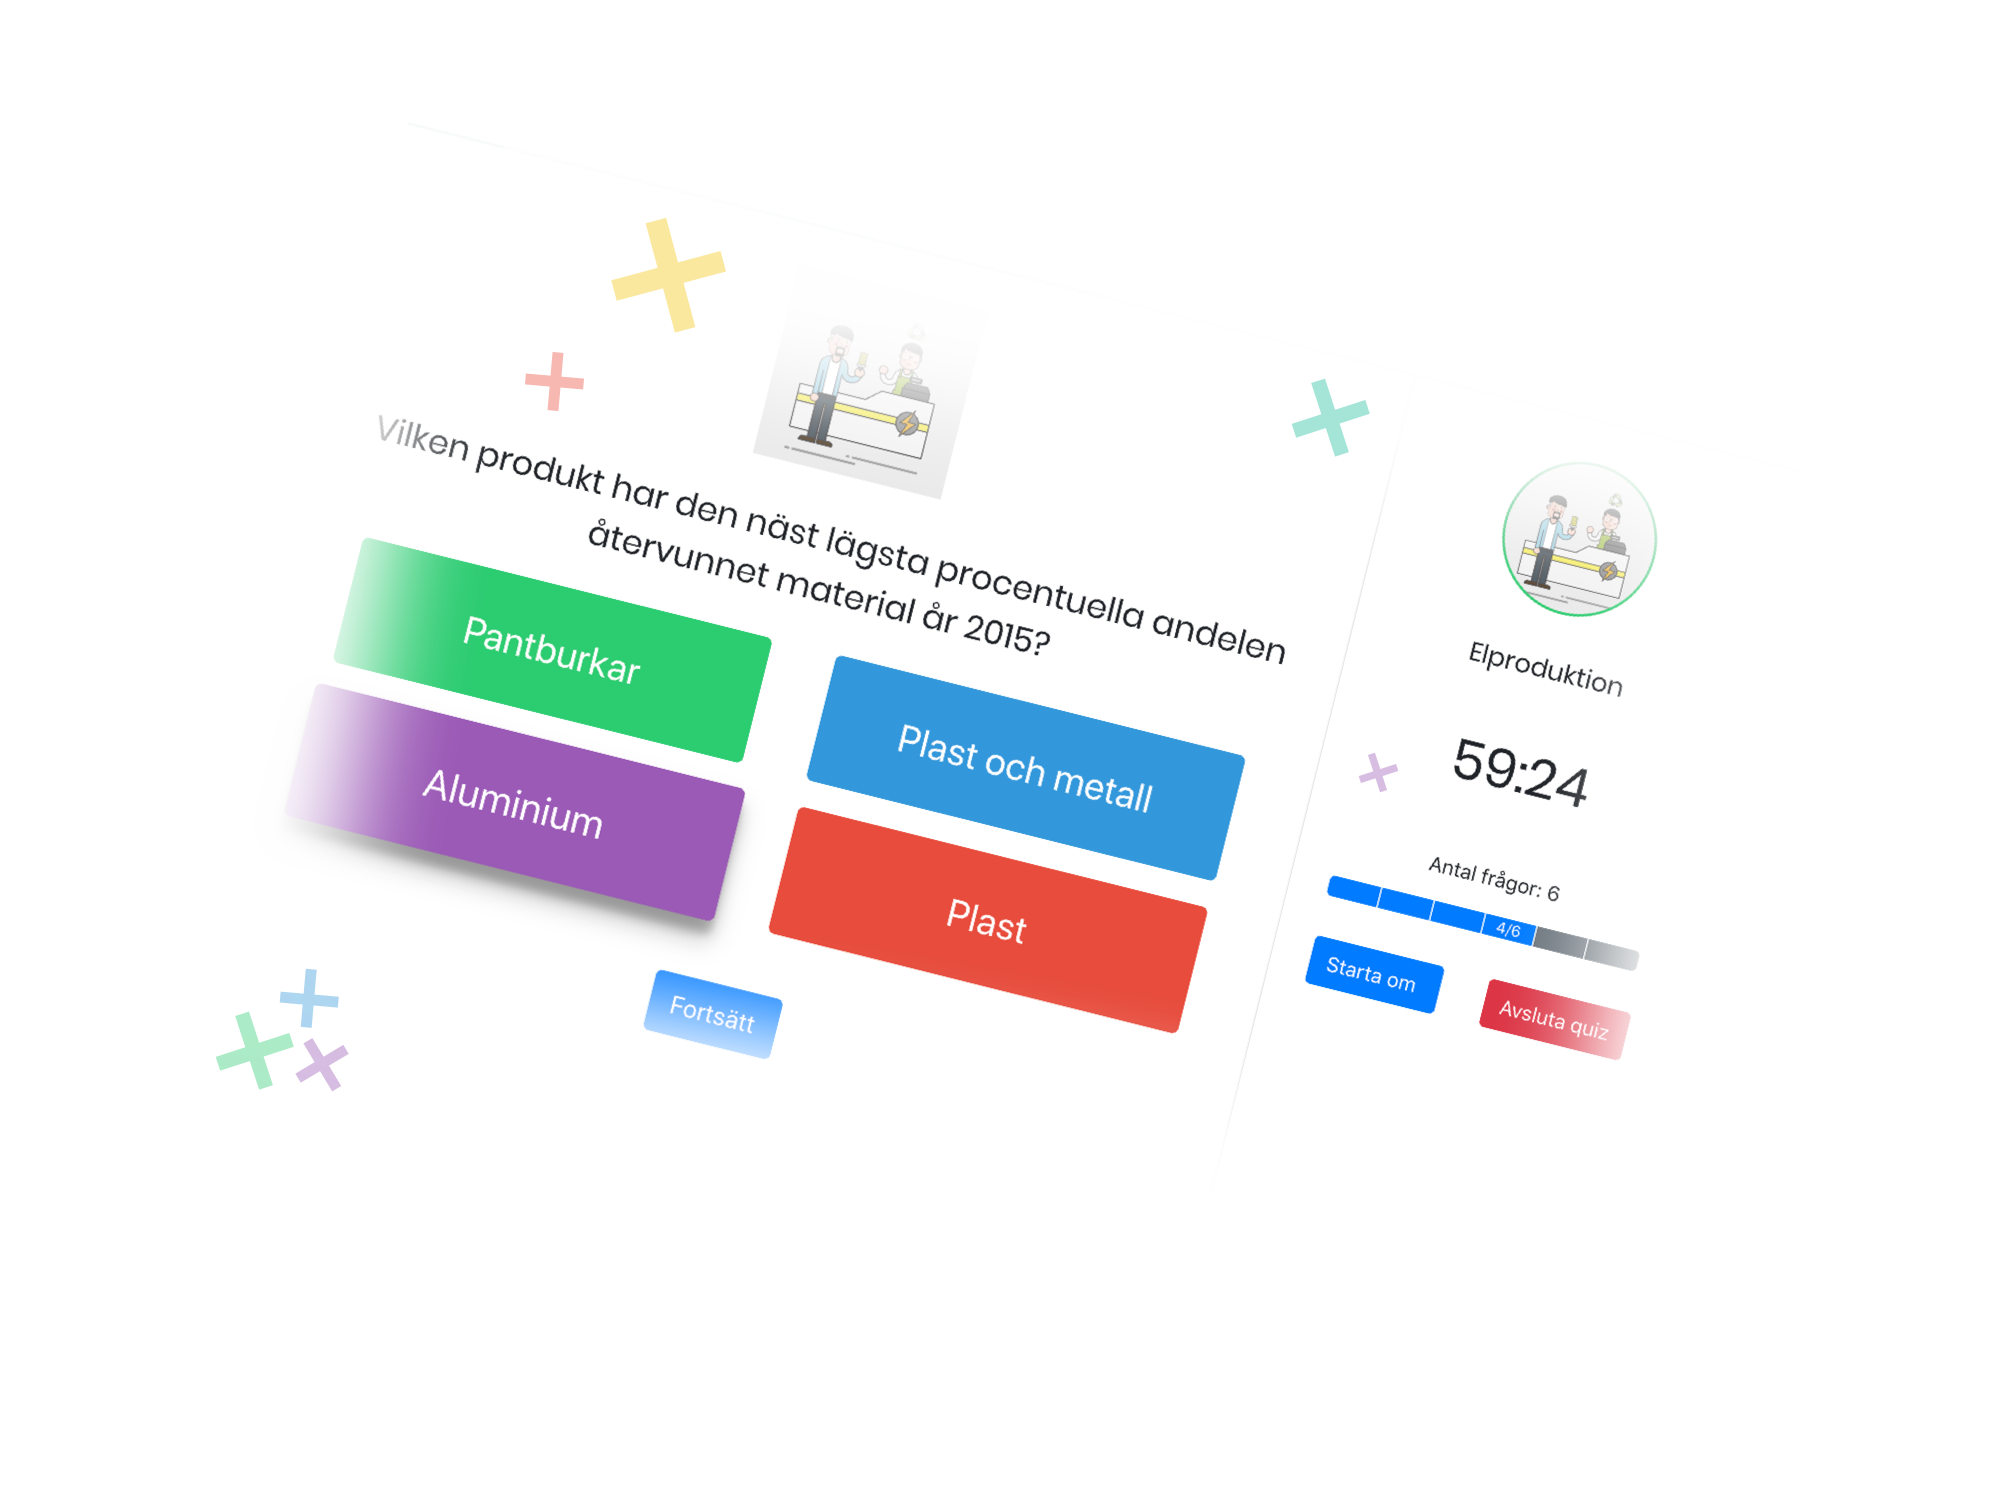 Vilken produkt har den näst lägsta procentuella andelen
återvunnet material år 2015?
Pantburkar
Plast och metall
Aluminium
Plast
Fortsätt
Elproduktion
59:24
Antal frågor: 6
4/6
Starta om
Avsluta quiz